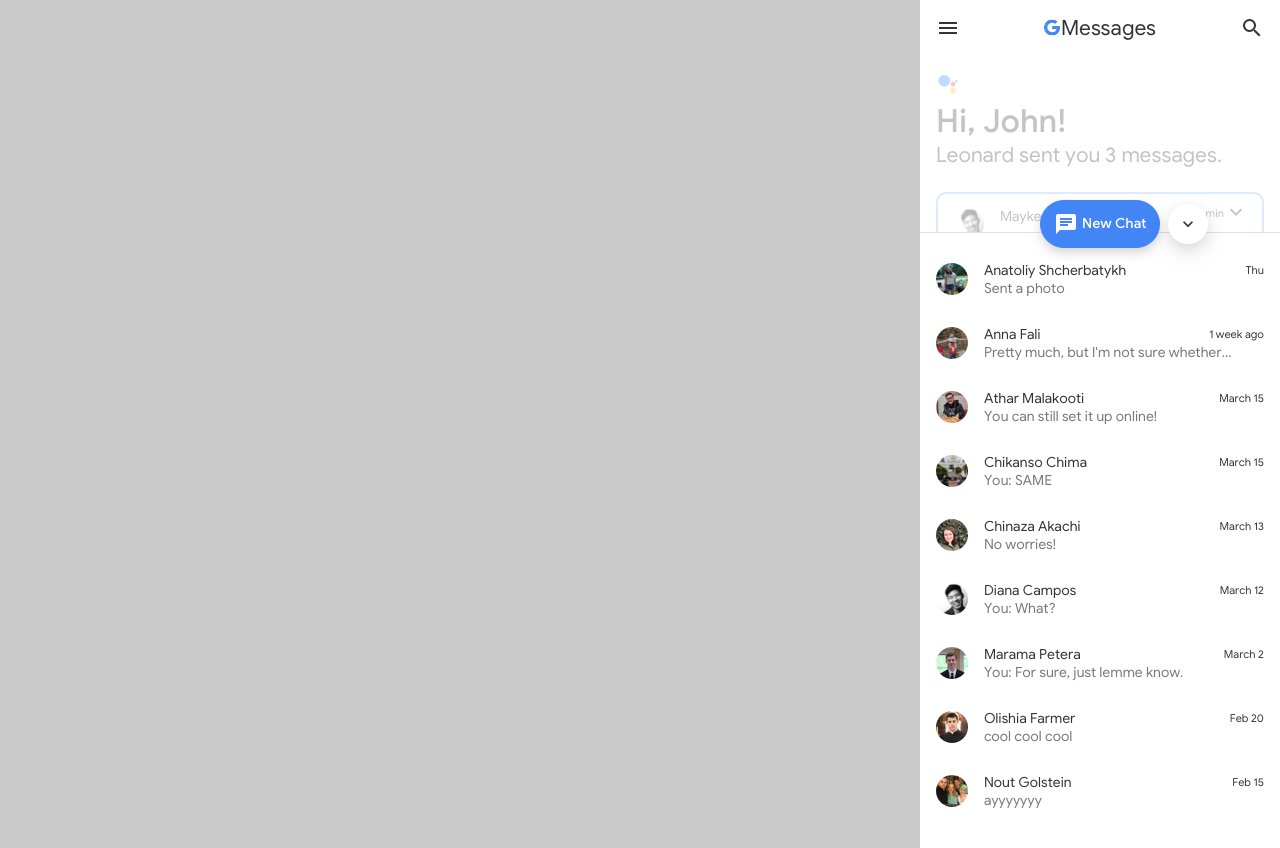 GMessages
Hi, John!
Leonard sent you 3 messages.
Mayke
min
New Chat
Anatoliy Shcherbatykh
Thu
Sent a photo
Anna Fali
1 week ago
Pretty much, but I'm not sure whether...
Athar Malakooti
March 15
You can still set it up online!
Chikanso Chima
March 15
You: SAME
Chinaza Akachi
March 13
No worries!
Diana Campos
March 12
You: What?
Marama Petera
March 2
You: For sure, just lemme know.
Olishia Farmer
Feb 20
cool cool cool
Nout Golstein
Feb 15
ayyyyyyy